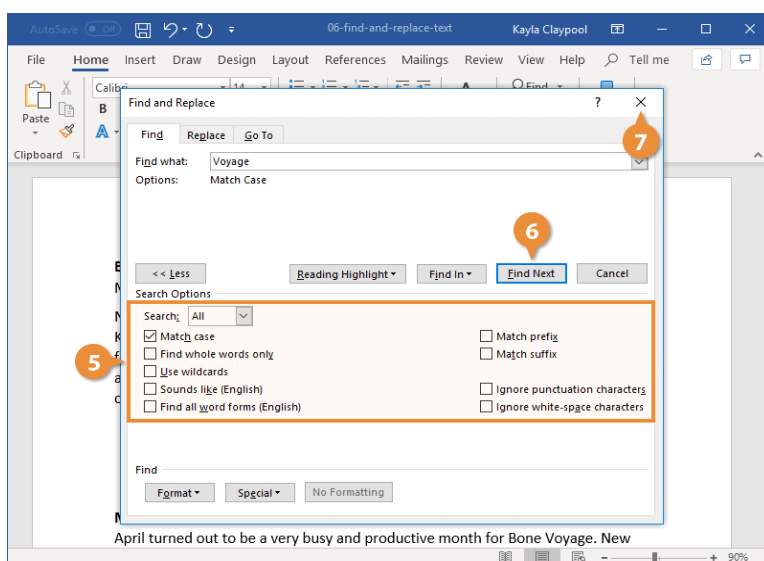 AutoSave Off 06-find-and-replace-text Kayla Claypool
File Home Insert Draw Design Layout References Mailings Review View Help Tell me
Paste
Clipboard
B
A
Find and Replace ?
7
Find Replace Go To
Find what: Voyage
Options: Match Case
6
<< Less Reading Highlight Find In Find Next Cancel
Search Options
Search: All
Match case Match prefix
Find whole words only Match suffix
5
Use wildcards
Sounds like (English) Ignore punctuation characters
Find all word forms (English) Ignore white-space characters
Find
Format Special No Formatting
April turned out to be a very busy and productive month for Bone Voyage. New
90%